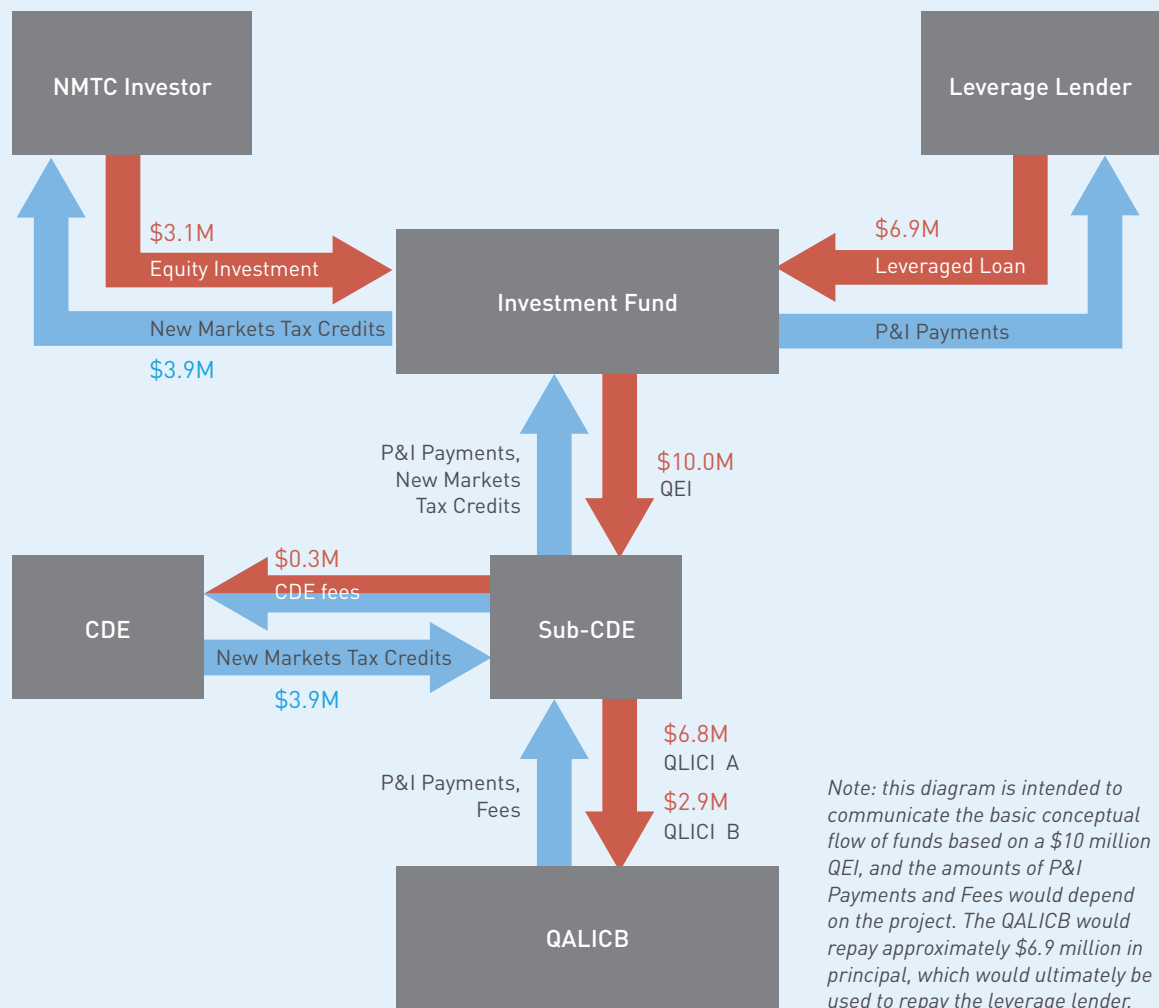 NMTC Investor
Leverage Lender
$3.1M
Equity Investment
New Markets Tax Credits
$3.9M
Investment Fund
$6.9M
Leveraged Loan
P&I Payments
P&I Payments,
New Markets
Tax Credits
$10.0M
QEI
CDE
$0.3M
CDE fees
New Markets Tax Credits
$3.9M
Sub-CDE
P&I Payments,
Fees
$6.8M
QLICI A
$2.9M
QLICI B
QALICB
Note: this diagram is intended to
communicate the basic conceptual
flow of funds based on a $10 million
QEI, and the amounts of P&I
Payments and Fees would depend
on the project. The QALICB would
repay approximately $6.9 million in
principal, which would ultimately be
used to repay the leverage lender.